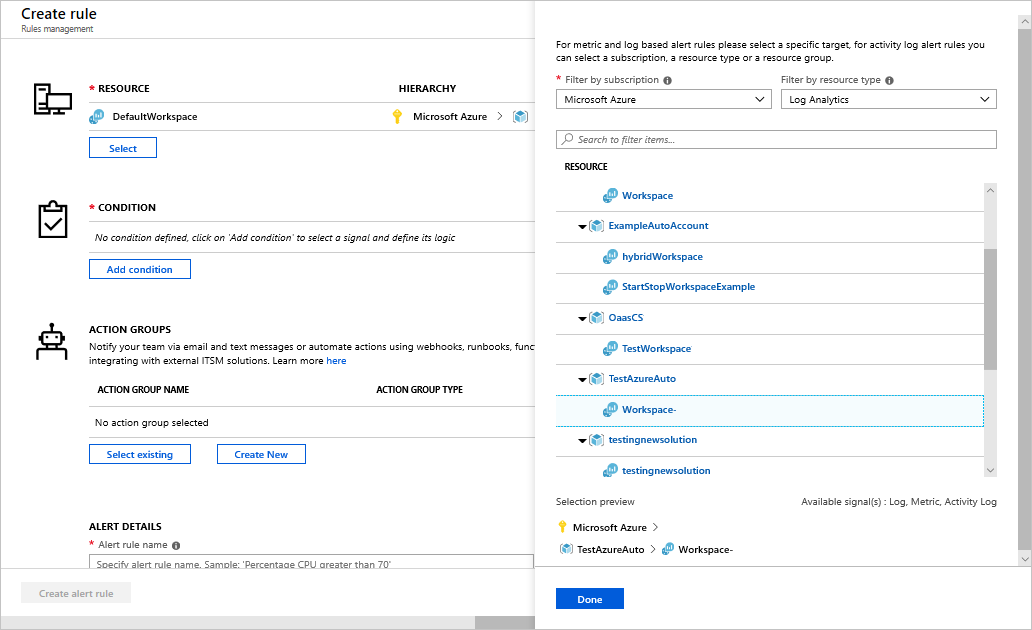 Create rule
Rules management
* RESOURCE
HIERARCHY
DefaultWorkspace
Microsoft Azure >
Select
* CONDITION
No condition defined, click on 'Add condition' to select a signal and define its logic
Add condition
ACTION GROUPS
Notify your team via email and text messages or automate actions using webhooks, runbooks, func
integrating with external ITSM solutions. Learn more here
ACTION GROUP NAME
ACTION GROUP TYPE
No action group selected
Select existing
Create New
ALERT DETAILS
* Alert rule name
Specify alert rule name. Sample: 'Percentage CPU greater than 70'
Create alert rule
For metric and log based alert rules please select a specific target, for activity log alert rules you
can select a subscription, a resource type or a resource group.
* Filter by subscription
Filter by resource type
Microsoft Azure
Log Analytics
Search to filter items...
RESOURCE
Workspace
ExampleAutoAccount
hybridWorkspace
StartStopWorkspaceExample
OaasCS
TestWorkspace
TestAzureAuto
Workspace-
testingnewsolution
testingnewsolution
Selection preview
Available signal(s) : Log, Metric, Activity Log
Microsoft Azure >
TestAzureAuto > Workspace-
Done